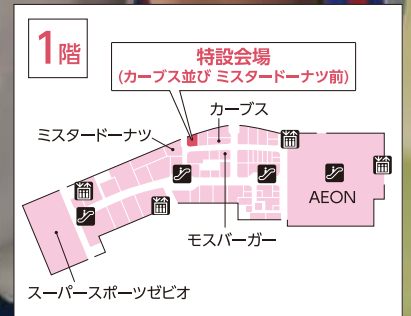 1階
特設会場
(カーブス並び ミスタードーナツ前)
カーブス
ミスタードーナツ
AEON
モスバーガー
スーパースポーツゼビオ